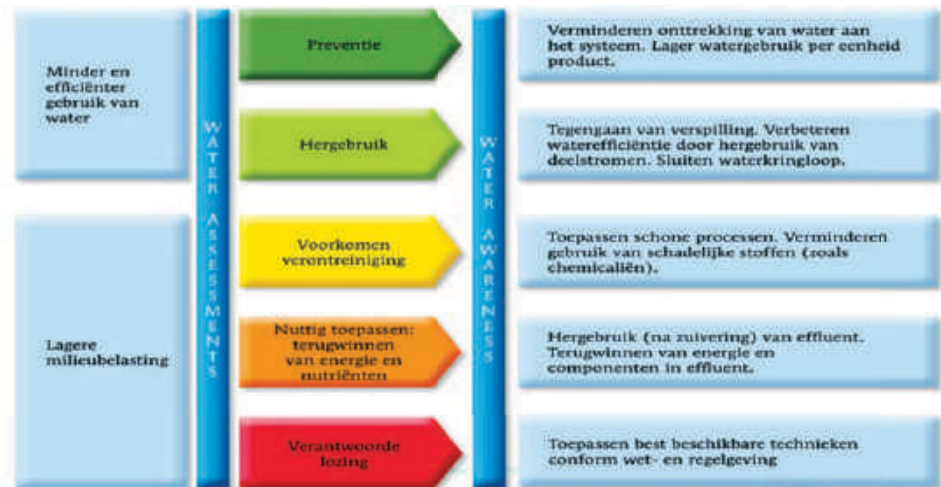 Minder en
efficiënter
gebruik van
water
Lagere
milieubelasting
WATER ASSESSMENTS
Preventie
Hergebruik
Voorkomen
verontreiniging
Nuttig toepassen:
terugwinnen
van energie en
nutriënten
Verantwoorde
lozing
WATER AWARENESS
Verminderen onttrekking van water aan
het systeem. Lager watergebruik per eenheid
product.
Tegengaan van verspilling. Verbeteren
waterefficiëntie door hergebruik van
deelstromen. Sluiten waterkringloop.
Toepassen schone processen. Verminderen
gebruik van schadelijke stoffen (zoals
chemicaliën).
Hergebruik (na zuivering) van effluent.
Terugwinnen van energie en
componenten in effluent.
Toepassen best beschikbare technieken
conform wet- en regelgeving